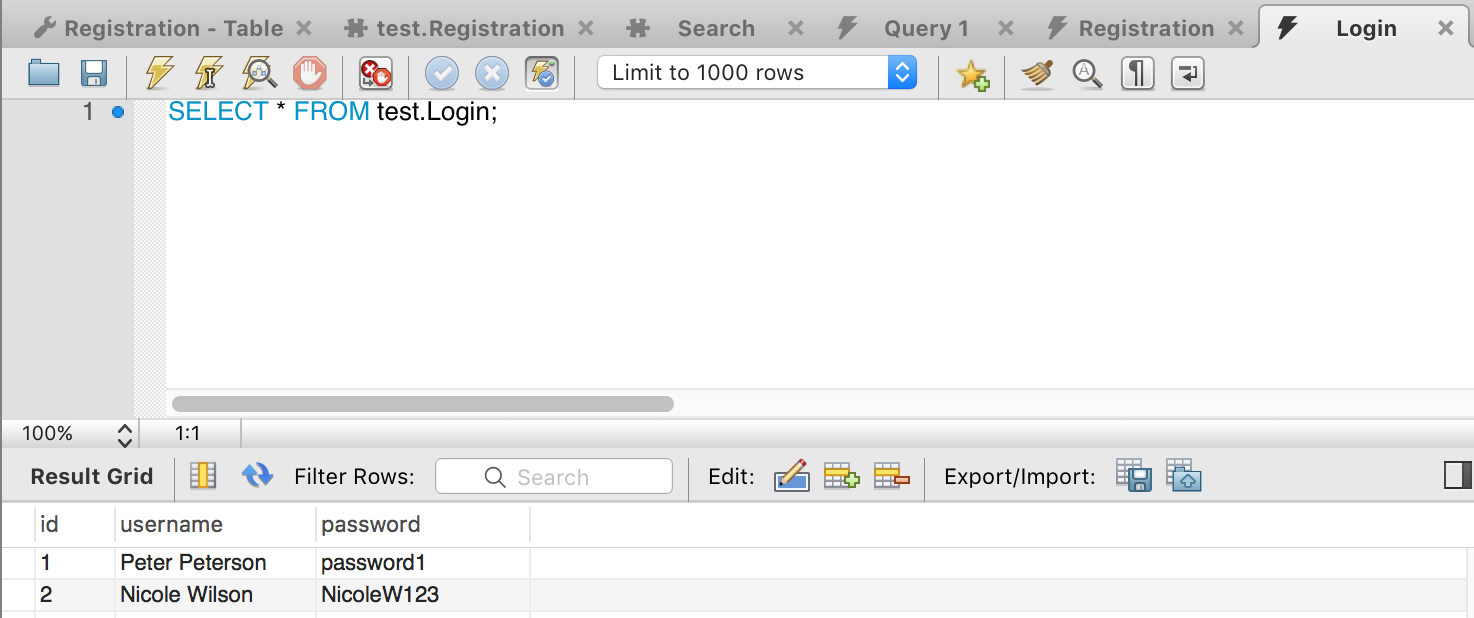 Registration - Table test.Registration Search Query 1 Registration Login
Limit to 1000 rows
1 SELECT * FROM test.Login;
100% 1:1
Result Grid Filter Rows: Search Edit: Export/Import:
id username password
1 Peter Peterson password1
2 Nicole Wilson NicoleW123